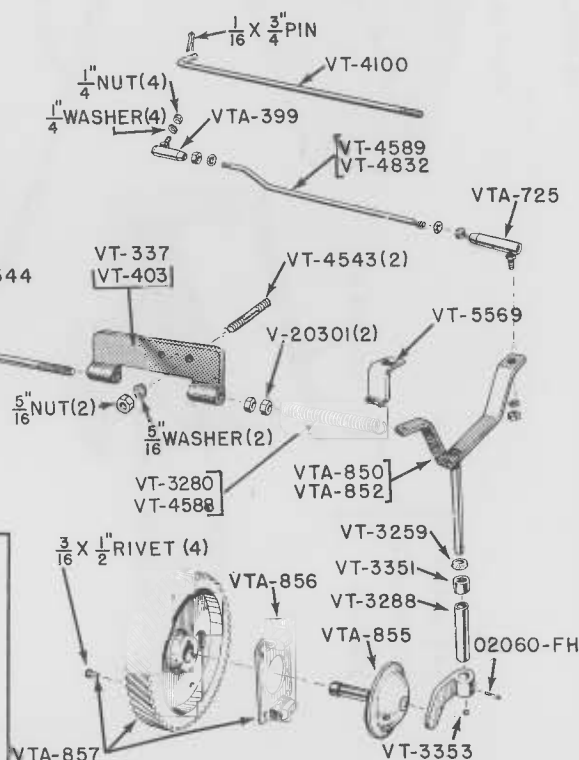 1/16 X 3"/4 PIN
VT-4100
1"/4 NUT(4)
1"/4 WASHER(4)
VTA-399
VT-4589
VT-4832
VTA-725
544
VT-337
VT-403
VT-4543(2)
VT-5569
V-20301(2)
5"/16 NUT(2)
5"/16 WASHER(2)
VT-3280
VT-4588
VTA-850
VTA-852
3/16 X 1"/2 RIVET (4)
VTA-856
VT-3259
VT-3351
VT-3288
VTA-855
02060-FH
VTA-857
VT-3353